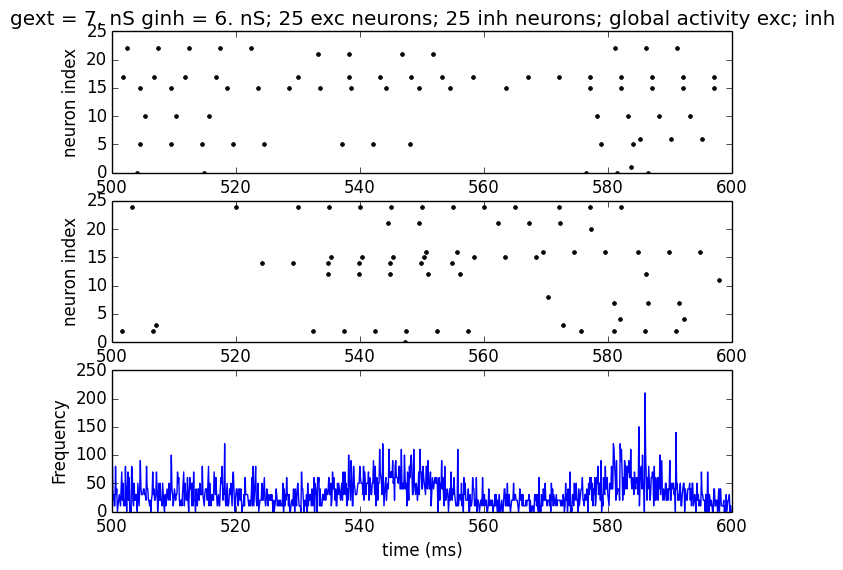 gext = 7. nS ginh = 6. nS; 25 exc neurons; 25 inh neurons; global activity exc; inh
25
20
15
10
5
0
neuron index
500 520 540 560 580 600
25
20
15
10
5
0
neuron index
500 520 540 560 580 600
250
200
150
100
50
0
Frequency
500 520 540 560 580 600
time (ms)